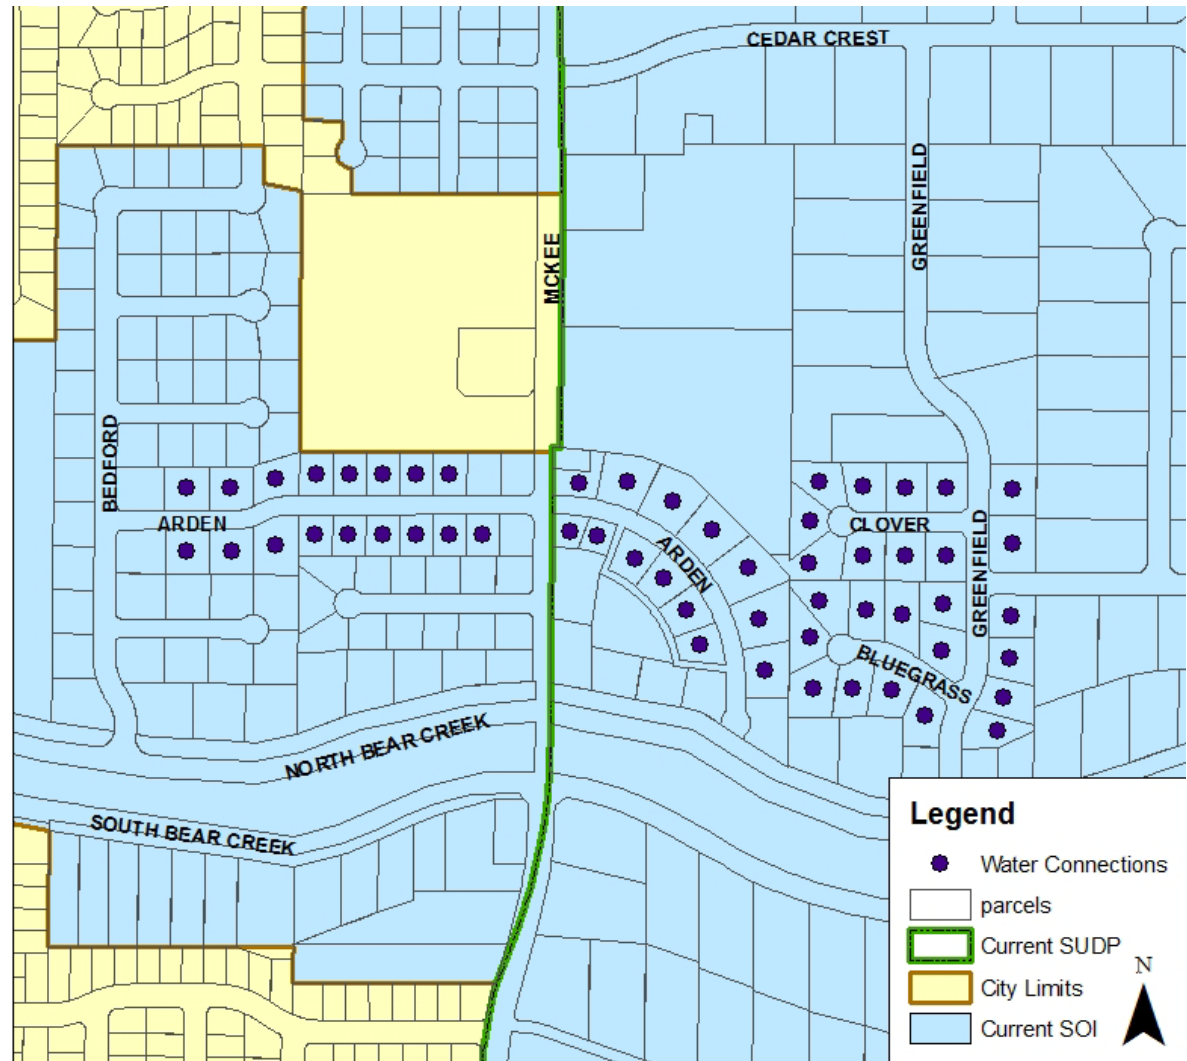 CEDAR CREST
GREENFIELD
MCKEE
BEDFORD
ARDEN
CLOVER
ARDEN
GREENFIELD
BLUEGRASS
NORTH BEAR CREEK
SOUTH BEAR CREEK
Legend
Water Connections
parcels
Current SUDP
City Limits
Current SOI
N